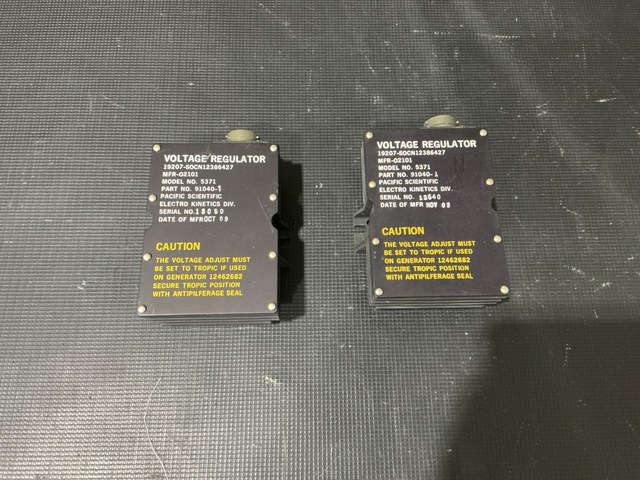 VOLTAGE REGULATOR
19207-SOCN12386427
MFR-02101
MODEL NO. 5371
PART NO. 91040-1
PACIFIC SCIENTIFIC
ELECTRO KINETICS DIV.
SERIAL NO.
DATE OF MFR OCT 09
CAUTION
THE VOLTAGE ADJUST MUST
BE SET TO TROPIC IF USED
ON GENERATOR 12462682
SECURE TROPIC POSITION
WITH ANTIPILFERAGE SEAL
VOLTAGE REGULATOR
19207-SOCN12386427
MFR-02101
MODEL NO. 5371
PART NO. 91040-1
PACIFIC SCIENTIFIC
ELECTRO KINETICS DIV.
SERIAL NO.
DATE OF MFR NOV 09
CAUTION
THE VOLTAGE ADJUST MUST
BE SET TO TROPIC IF USED
ON GENERATOR 12462682
SECURE TROPIC POSITION
WITH ANTIPILFERAGE SEAL